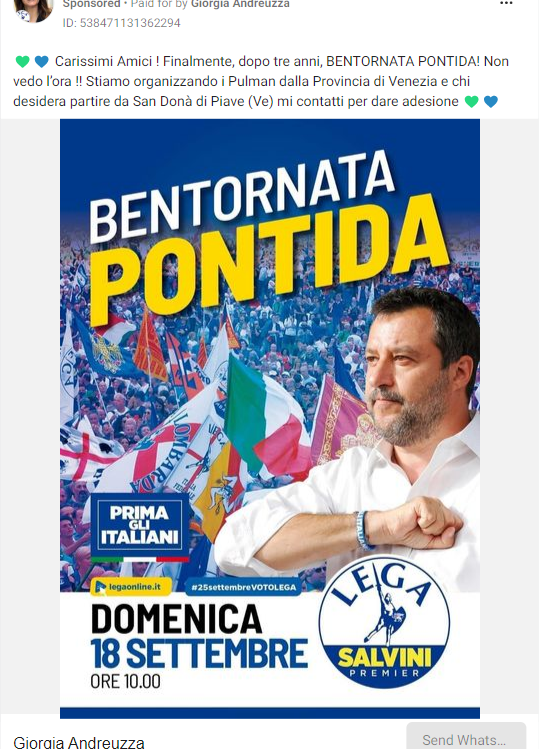 Sponsored • Paid for by Giorgia Andreuzza
ID: 538471131362294
💚 💙 Carissimi Amici ! Finalmente, dopo tre anni, BENTORNATA PONTIDA! Non
vedo l'ora !! Stiamo organizzando i Pulman dalla Provincia di Venezia e chi
desidera partire da San Donà di Piave (Ve) mi contatti per dare adesione 💚 💙
BENTORNATA
PONTIDA
LOMBARDA
PRIMA
GLI
ITALIANI
legaonline.it
#25settembreVOTOLEGA
DOMENICA
18 SETTEMBRE
ORE 10.00
LEGA
SALVINI
PREMIER
Giorgia Andreuzza
Send Whats...